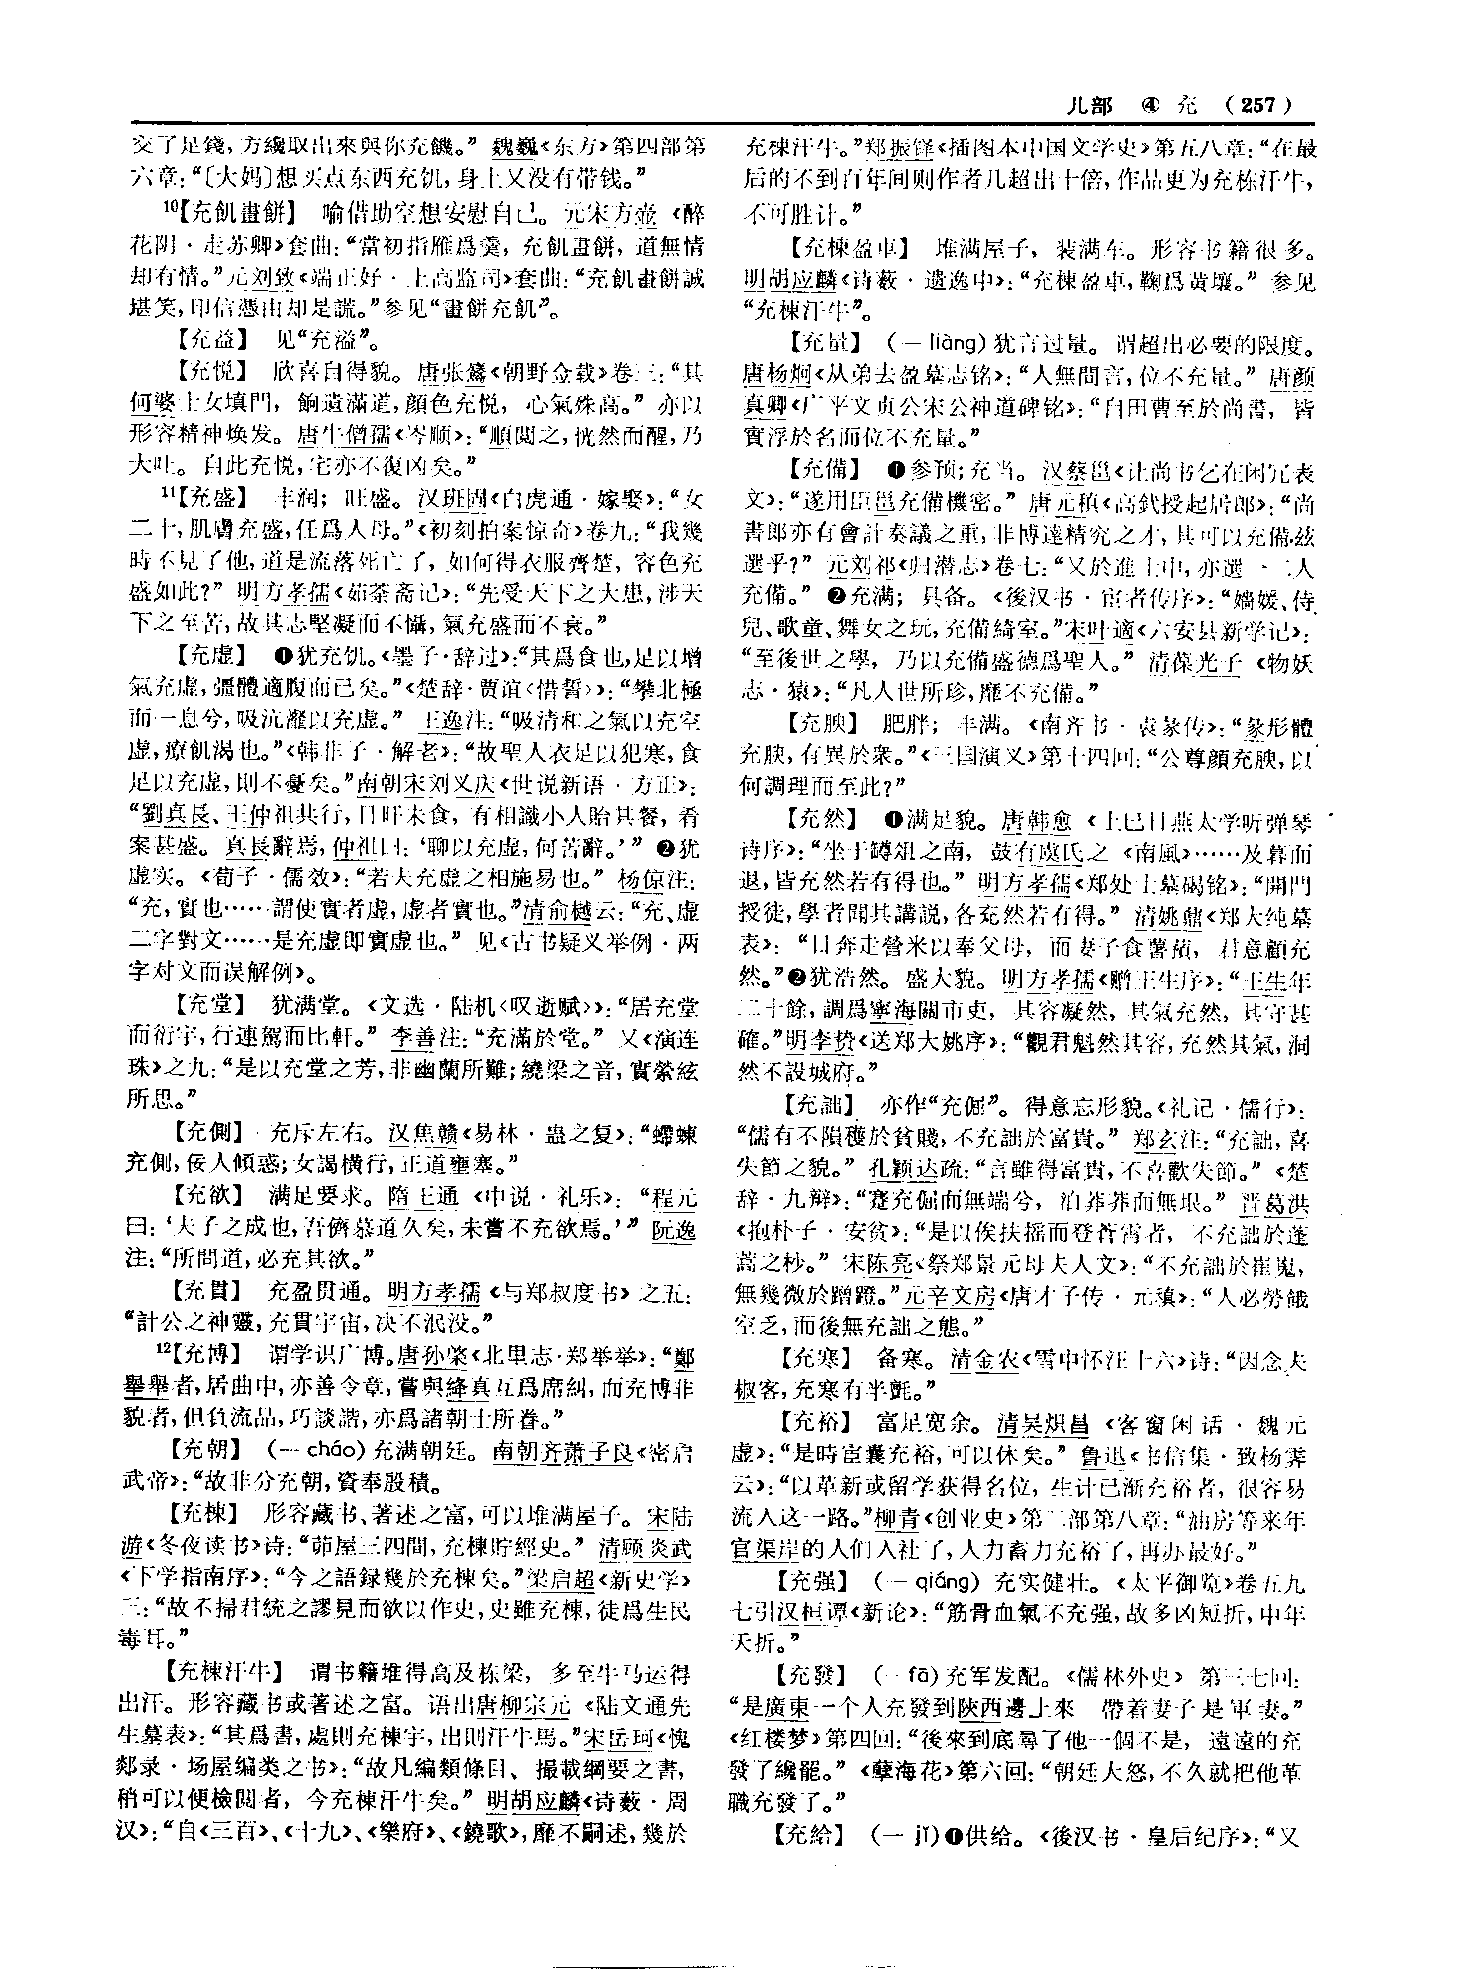 儿部 ④ 充 （257）
交了足錢，方纔取出來與你充饑。”魏巍《东方》第四部第
六章：“〔大妈〕想买点东西充饥，身上又没有带钱。”
10【充飢畫餅】 喻借助空想安慰自己。元宋方壶《醉
花阴·走苏卿》套曲：“當初指雁爲羹，充飢畫餅，道無情
却有情。”元刘致《端正好·上高监司》套曲：“充飢畫餅誠
堪笑，印信憑由却是謊。”参见“畫餅充飢”。
【充益】 见“充溢”。
【充悦】 欣喜自得貌。唐张鷟《朝野佥载》卷三：“其
何婆士女填門，餉遺滿道，顔色充悦，心氣殊高。”亦以
形容精神焕发。唐牛僧孺《岑顺》：“順閲之，恍然而醒，乃
大吐。自此充悦，宅亦不復凶矣。”
11【充盛】 丰润；旺盛。汉班固《白虎通·嫁娶》：“女
二十，肌膚充盛，任爲人母。”《初刻拍案惊奇》卷九：“我幾
時不見了他，道是流落死亡了，如何得衣服齊楚，容色充
盛如此？”明方孝孺《茹荼斋记》：“先受天下之大患，涉天
下之至苦，故其志堅凝而不懾，氣充盛而不衰。”
【充虚】 ❶犹充饥。《墨子·辞过》：“其爲食也，足以增
氣充虚，彊體適腹而已矣。”《楚辞·贾谊〈惜誓〉》：“攀北極
而一息兮，吸沆瀣以充虚。”王逸注：“吸清和之氣以充空
虚，療飢渴也。”《韩非子·解老》：“故聖人衣足以犯寒，食
足以充虚，則不憂矣。”南朝宋刘义庆《世说新语·方正》：
“劉真長、王仲祖共行，日旰未食，有相識小人貽其餐，肴
案甚盛。真長辭焉，仲祖曰：‘聊以充虚，何苦辭。’”❷犹
虚实。《荀子·儒效》：“若夫充虚之相施易也。”杨倞注：
“充，實也……謂使實者虚，虚者實也。”清俞樾云：“充、虚
二字對文……是充虚即實虚也。”见《古书疑义举例·两
字对文而误解例》。
【充堂】 犹满堂。《文选·陆机〈叹逝赋〉》：“居充堂
而衍宇，行連駕而比軒。”李善注：“充滿於堂。”又《演连
珠》之九：“是以充堂之芳，非幽蘭所難；繞梁之音，實縈絃
所思。”
【充側】 充斥左右。汉焦赣《易林·蛊之复》：“蝃蝀
充側，佞人傾惑；女謁横行，正道壅塞。”
【充欲】 满足要求。隋王通《中说·礼乐》：“程元
曰：‘夫子之成也，吾儕慕道久矣，未嘗不充欲焉。’”阮逸
注：“所問道，必充其欲。”
【充貫】 充盈贯通。明方孝孺《与郑叔度书》之五：
“計公之神靈，充貫宇宙，决不泯没。”
12【充博】 谓学识广博。唐孙棨《北里志·郑举举》：“鄭
舉舉者，居曲中，亦善令章，嘗與絳真互爲席糾，而充博非
貌者，但負流品，巧談諧，亦爲諸朝士所眷。”
【充朝】 （—cháo）充满朝廷。南朝齐萧子良《密启
武帝》：“故非分充朝，資奉殷積。
【充棟】 形容藏书、著述之富，可以堆满屋子。宋陆
游《冬夜读书》诗：“茆屋三四間，充棟貯經史。”清顾炎武
《下学指南序》：“今之語録幾於充棟矣。”梁启超《新史学》
三：“故不掃君統之謬見而欲以作史，史雖充棟，徒爲生民
毒耳。”
【充棟汗牛】 谓书籍堆得高及栋梁，多至牛马运得
出汗。形容藏书或著述之富。语出唐柳宗元《陆文通先
生墓表》：“其爲書，處則充棟宇，出則汗牛馬。”宋岳珂《愧
郯录·场屋编类之书》：“故凡編類條目、撮載綱要之書，
稍可以便檢閲者，今充棟汗牛矣。”明胡应麟《诗薮·周
汉》：“自《三百》、《十九》、《樂府》、《鐃歌》，靡不嗣述，幾於
充棟汗牛。”郑振铎《插图本中国文学史》第五八章：“在最
后的不到百年间则作者几超出十倍，作品更为充栋汗牛，
不可胜计。”
【充棟盈車】 堆满屋子，装满车。形容书籍很多。
明胡应麟《诗薮·遗逸中》：“充棟盈車，鞠爲黄壤。”参见
“充棟汗牛”。
【充量】 （—liàng）犹言过量。谓超出必要的限度。
唐杨炯《从弟去盈墓志铭》：“人無間言，位不充量。”唐颜
真卿《广平文贞公宋公神道碑铭》：“自田曹至於尚書，皆
實浮於名而位不充量。”
【充備】 ❶参预；充当。汉蔡邕《让尚书乞在闲冗表
文》：“遂用臣邕充備機密。”唐元稹《高釴授起居郎》：“尚
書郎亦有會計奏議之重，非博達精究之才，其可以充備兹
選乎？”元刘祁《归潜志》卷七：“又於進士中，亦選一二人
充備。”❷充满；具备。《後汉书·宦者传序》：“嬙媛、侍
兒、歌童、舞女之玩，充備綺室。”宋叶適《六安县新学记》：
“至後世之學，乃以充備盛德爲聖人。”清葆光子《物妖
志·猿》：“凡人世所珍，靡不充備。”
【充腴】 肥胖；丰满。《南齐书·袁彖传》：“彖形體
充腴，有異於衆。”《三国演义》第十四回：“公尊顔充腴，以
何調理而至此？”
【充然】 ❶满足貌。唐韩愈《上巳日燕太学听弹琴
诗序》：“坐于罇俎之南，鼓有虞氏之《南風》……及暮而
退，皆充然若有得也。”明方孝孺《郑处士墓碣铭》：“開門
授徒，學者聞其講説，各充然若有得。”清姚鼐《郑大纯墓
表》：“日奔走營米以奉父母，而妻子食薯蕷，君意顧充
然。”❷犹浩然。盛大貌。明方孝孺《赠王生序》：“王生年
二十餘，調爲寧海關市吏，其容凝然，其氣充然，其守甚
確。”明李贽《送郑大姚序》：“觀君魁然其容，充然其氣，洞
然不設城府。”
【充詘】 亦作“充倔”。得意忘形貌。《礼记·儒行》：
“儒有不隕穫於貧賤，不充詘於富貴。”郑玄注：“充詘，喜
失節之貌。”孔颖达疏：“言雖得富貴，不喜歡失節。”《楚
辞·九辩》：“蹇充倔而無端兮，泊莽莽而無垠。”晋葛洪
《抱朴子·安贫》：“是以俟扶摇而登蒼霄者，不充詘於蓬
蒿之杪。”宋陈亮《祭郑景元母夫人文》：“不充詘於崔嵬，
無幾微於蹭蹬。”元辛文房《唐才子传·元稹》：“人必勞餓
空乏，而後無充詘之態。”
【充寒】 备寒。清金农《雪中怀汪十六》诗：“因念夫
椒客，充寒有半氈。”
【充裕】 富足宽余。清吴炽昌《客窗闲话·魏元
虚》：“是時宦囊充裕，可以休矣。”鲁迅《书信集·致杨霁
云》：“以革新或留学获得名位，生计已渐充裕者，很容易
流入这一路。”柳青《创业史》第二部第八章：“油房等来年
官渠岸的人们入社了，人力畜力充裕了，再办最好。”
【充强】 （—qiáng）充实健壮。《太平御览》卷五九
七引汉桓谭《新论》：“筋骨血氣不充强，故多凶短折，中年
夭折。”
【充發】 （—fā）充军发配。《儒林外史》第三七回：
“是廣東一个人充發到陝西邊上來 帶着妻子是軍妻。”
《红楼梦》第四回：“後來到底尋了他一個不是，遠遠的充
發了纔罷。”《孽海花》第六回：“朝廷大怒，不久就把他革
職充發了。”
【充給】 （—jǐ）❶供给。《後汉书·皇后纪序》：“又